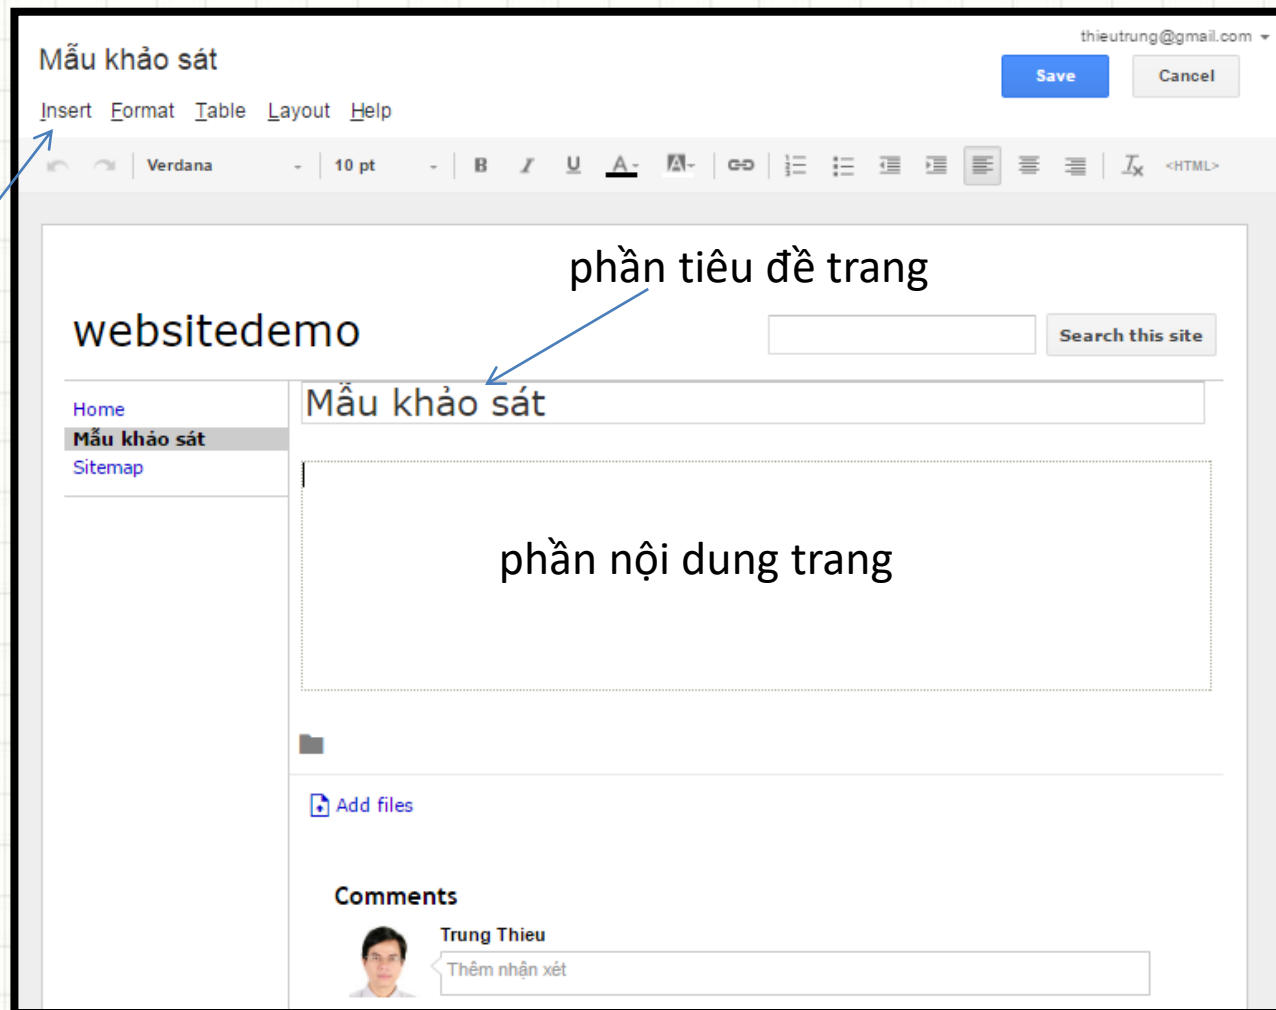 thieutrung@gmail.com
Mẫu khảo sát
Save Cancel
Insert Format Table Layout Help
Verdana 10 pt B I U A A <HTML>
phần tiêu đề trang
websitedemo
Search this site
Home
Mẫu khảo sát
Mẫu khảo sát
Sitemap
phần nội dung trang
Add files
Comments
Trung Thieu
Thêm nhận xét